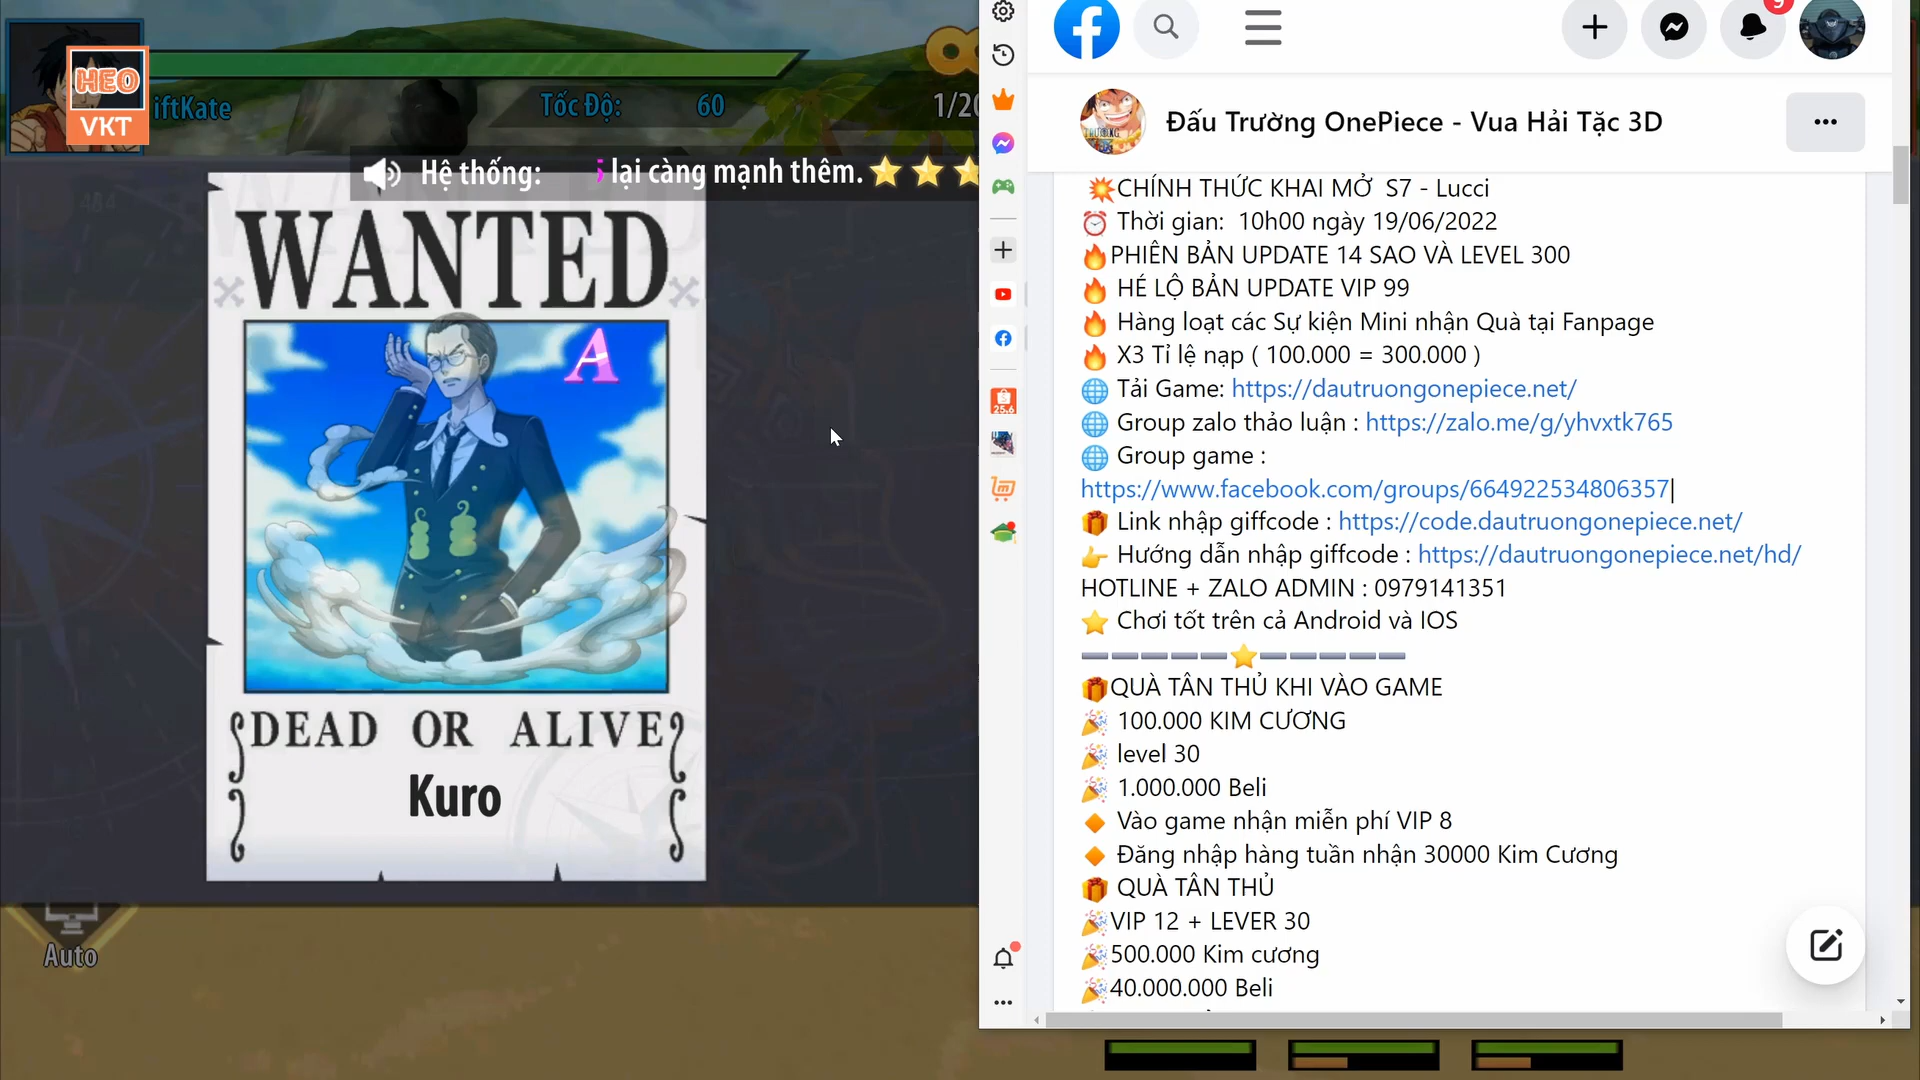 HEO
VKT
iftKate
Tốc Độ: 60
1/20
Hệ thống: lại càng mạnh thêm.
WANTED
A
DEAD OR ALIVE
Kuro
Auto
25.6
9
Đấu Trường OnePiece - Vua Hải Tặc 3D
CHÍNH THỨC KHAI MỞ S7 - Lucci
Thời gian: 10h00 ngày 19/06/2022
PHIÊN BẢN UPDATE 14 SAO VÀ LEVEL 300
HÉ LỘ BẢN UPDATE VIP 99
Hàng loạt các Sự kiện Mini nhận Quà tại Fanpage
X3 Tỉ lệ nạp ( 100.000 = 300.000 )
Tải Game: https://dautruongonepiece.net/
Group zalo thảo luận : https://zalo.me/g/yhvxtk765
Group game :
https://www.facebook.com/groups/664922534806357
Link nhập giffcode : https://code.dautruongonepiece.net/
Hướng dẫn nhập giffcode : https://dautruongonepiece.net/hd/
HOTLINE + ZALO ADMIN : 0979141351
Chơi tốt trên cả Android và IOS
QUÀ TÂN THỦ KHI VÀO GAME
100.000 KIM CƯƠNG
level 30
1.000.000 Beli
Vào game nhận miễn phí VIP 8
Đăng nhập hàng tuần nhận 30000 Kim Cương
QUÀ TÂN THỦ
VIP 12 + LEVER 30
500.000 Kim cương
40.000.000 Beli